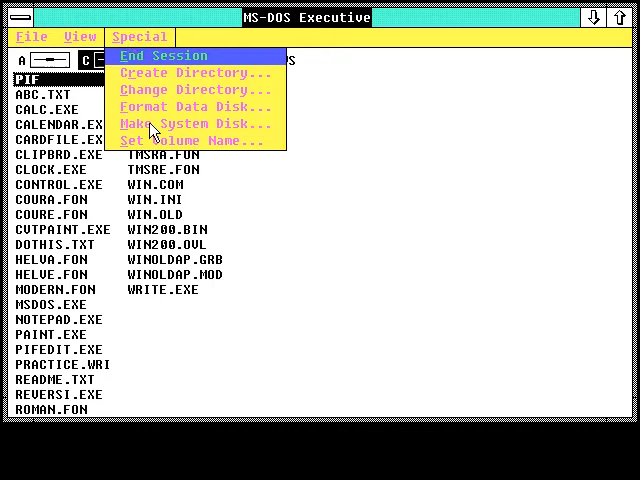 MS-DOS Executive
File View Special
A C S
End Session
Create Directory...
Change Directory...
Format Data Disk...
Make System Disk...
Set Volume Name...
PIF
ABC.TXT
CALC.EXE
CALENDAR.EX
CARDFILE.EX
CLIPBRD.EXE TMSRA.FON
CLOCK.EXE TMSRE.FON
CONTROL.EXE WIN.COM
COURA.FON WIN.INI
COURE.FON WIN.OLD
CVTPAINT.EXE WIN200.BIN
DOTHIS.TXT WIN200.OVL
HELVA.FON WINOLDAP.GRB
HELVE.FON WINOLDAP.MOD
MODERN.FON WRITE.EXE
MSDOS.EXE
NOTEPAD.EXE
PAINT.EXE
PIFEDIT.EXE
PRACTICE.WRI
README.TXT
REVERSI.EXE
ROMAN.FON